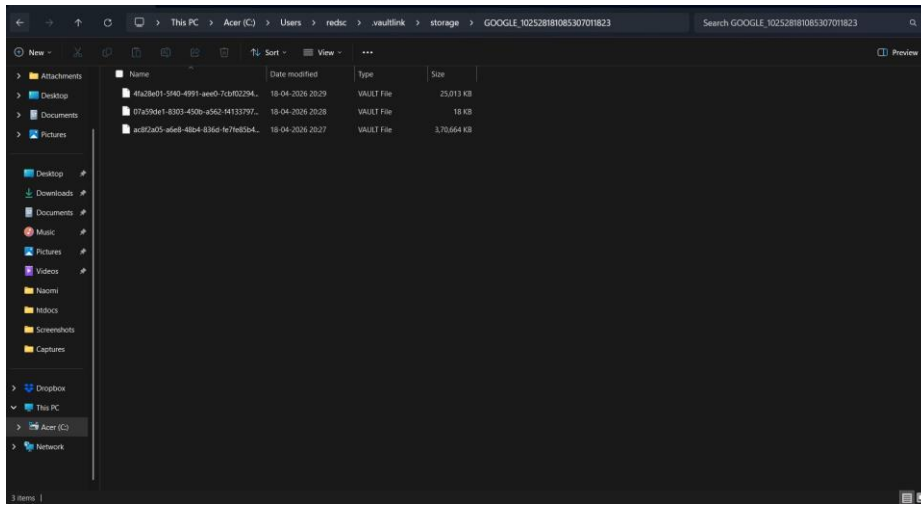 This PC > Acer (C:) > Users > redsc > .vaultlink > storage > GOOGLE_102528181085307011823
Search GOOGLE_102528181085307011823
New Sort View ... Preview
Name Date modified Type Size
4fa28e01-5f40-4991-aee0-7cbf02294... 18-04-2026 20:29 VAULT File 25,013 KB
07a59de1-8303-450b-a562-f4133797... 18-04-2026 20:28 VAULT File 18 KB
ac8f2a05-a6e8-48b4-836d-fe7fe85b4... 18-04-2026 20:27 VAULT File 3,70,664 KB
Attachments
Desktop
Documents
Pictures
Desktop
Downloads
Documents
Music
Pictures
Videos
Naomi
htdocs
Screenshots
Captures
Dropbox
This PC
Acer (C:)
Network
3 items